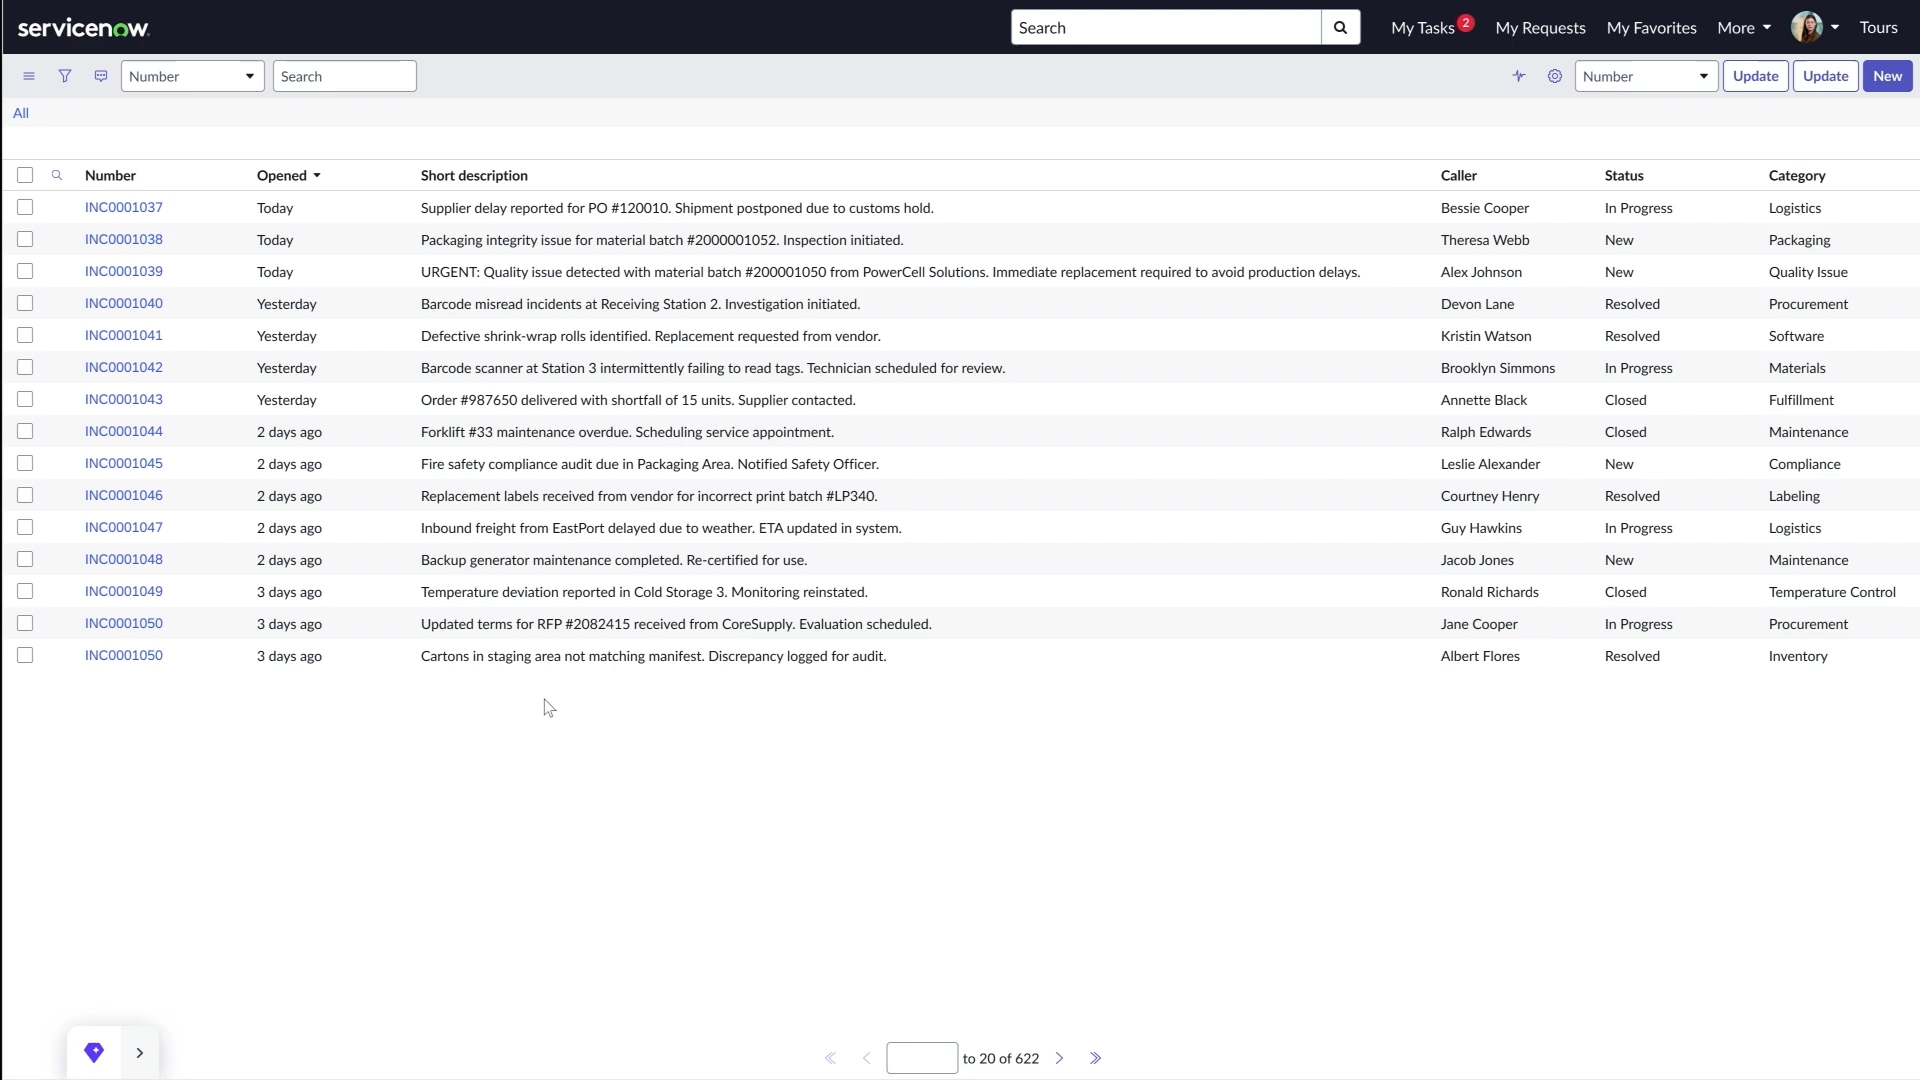 servicenow Search My Tasks 2 My Requests My Favorites More Tours
Number Search Number Update Update New
All
Number Opened Short description Caller Status Category
INC0001037 Today Supplier delay reported for PO #120010. Shipment postponed due to customs hold. Bessie Cooper In Progress Logistics
INC0001038 Today Packaging integrity issue for material batch #2000001052. Inspection initiated. Theresa Webb New Packaging
INC0001039 Today URGENT: Quality issue detected with material batch #200001050 from PowerCell Solutions. Immediate replacement required to avoid production delays. Alex Johnson New Quality Issue
INC0001040 Yesterday Barcode misread incidents at Receiving Station 2. Investigation initiated. Devon Lane Resolved Procurement
INC0001041 Yesterday Defective shrink-wrap rolls identified. Replacement requested from vendor. Kristin Watson Resolved Software
INC0001042 Yesterday Barcode scanner at Station 3 intermittently failing to read tags. Technician scheduled for review. Brooklyn Simmons In Progress Materials
INC0001043 Yesterday Order #987650 delivered with shortfall of 15 units. Supplier contacted. Annette Black Closed Fulfillment
INC0001044 2 days ago Forklift #33 maintenance overdue. Scheduling service appointment. Ralph Edwards Closed Maintenance
INC0001045 2 days ago Fire safety compliance audit due in Packaging Area. Notified Safety Officer. Leslie Alexander New Compliance
INC0001046 2 days ago Replacement labels received from vendor for incorrect print batch #LP340. Courtney Henry Resolved Labeling
INC0001047 2 days ago Inbound freight from EastPort delayed due to weather. ETA updated in system. Guy Hawkins In Progress Logistics
INC0001048 2 days ago Backup generator maintenance completed. Re-certified for use. Jacob Jones New Maintenance
INC0001049 3 days ago Temperature deviation reported in Cold Storage 3. Monitoring reinstated. Ronald Richards Closed Temperature Control
INC0001050 3 days ago Updated terms for RFP #2082415 received from CoreSupply. Evaluation scheduled. Jane Cooper In Progress Procurement
INC0001050 3 days ago Cartons in staging area not matching manifest. Discrepancy logged for audit. Albert Flores Resolved Inventory
to 20 of 622